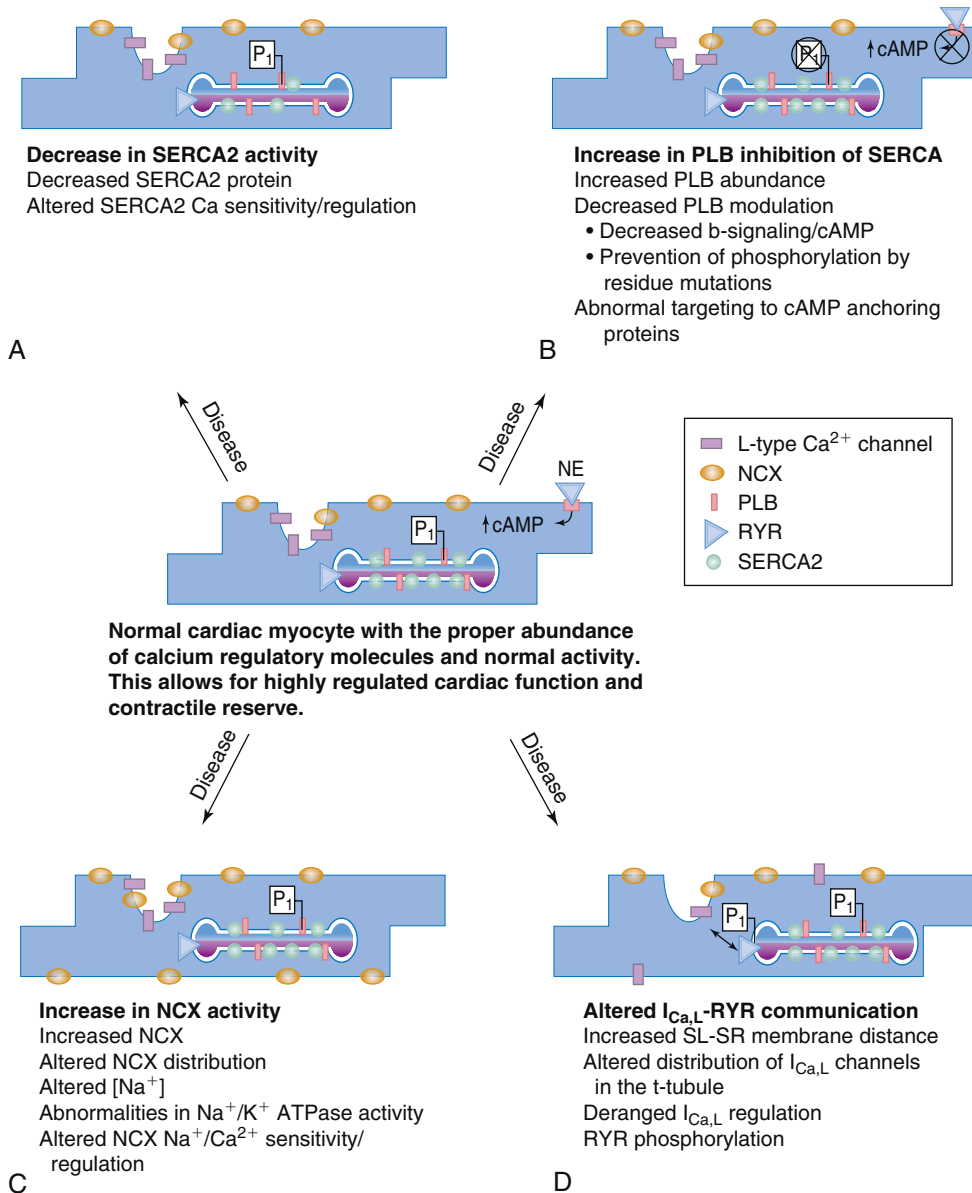 P1
Decrease in SERCA2 activity
Decreased SERCA2 protein
Altered SERCA2 Ca sensitivity/regulation
A
P1
↑cAMP
Increase in PLB inhibition of SERCA
Increased PLB abundance
Decreased PLB modulation
• Decreased b-signaling/cAMP
• Prevention of phosphorylation by
residue mutations
Abnormal targeting to cAMP anchoring
proteins
B
Disease
Disease
NE
↑cAMP
P1
L-type Ca2+ channel
NCX
PLB
RYR
SERCA2
Normal cardiac myocyte with the proper abundance
of calcium regulatory molecules and normal activity.
This allows for highly regulated cardiac function and
contractile reserve.
Disease
Disease
P1
Increase in NCX activity
Increased NCX
Altered NCX distribution
Altered [Na+]
Abnormalities in Na+/K+ ATPase activity
Altered NCX Na+/Ca2+ sensitivity/
regulation
C
P1
P1
Altered ICa,L-RYR communication
Increased SL-SR membrane distance
Altered distribution of ICa,L channels
in the t-tubule
Deranged ICa,L regulation
RYR phosphorylation
D